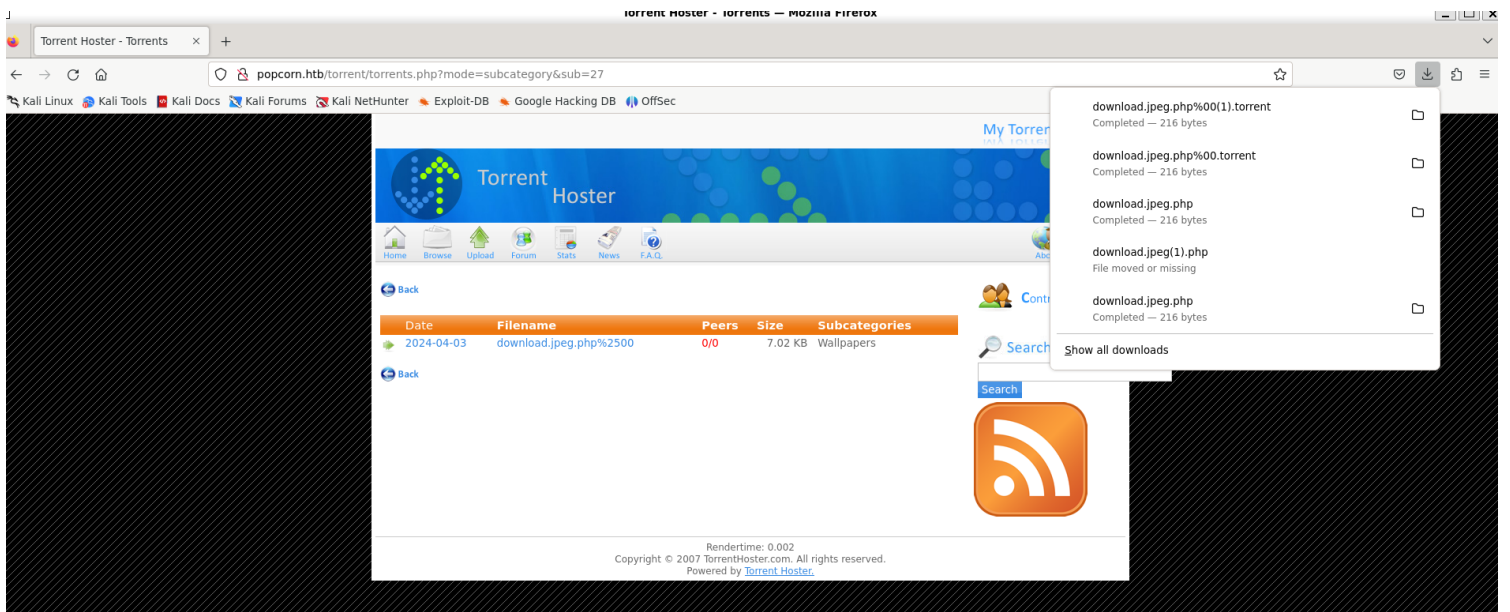 Torrent Hoster - Torrents — Mozilla Firefox
Torrent Hoster - Torrents
popcorn.htb/torrent/torrents.php?mode=subcategory&sub=27
Kali Linux Kali Tools Kali Docs Kali Forums Kali NetHunter Exploit-DB Google Hacking DB OffSec
download.jpeg.php%00(1).torrent
Completed — 216 bytes
download.jpeg.php%00.torrent
Completed — 216 bytes
download.jpeg.php
Completed — 216 bytes
download.jpeg(1).php
File moved or missing
download.jpeg.php
Completed — 216 bytes
Show all downloads
My Torrer
Torrent
Hoster
Home Browse Upload Forum Stats News F.A.Q. Abo
Back
Date Filename Peers Size Subcategories
2024-04-03 download.jpeg.php%2500 0/0 7.02 KB Wallpapers
Back
Contr
Search
Search
Rendertime: 0.002
Copyright © 2007 TorrentHoster.com. All rights reserved.
Powered by Torrent Hoster.